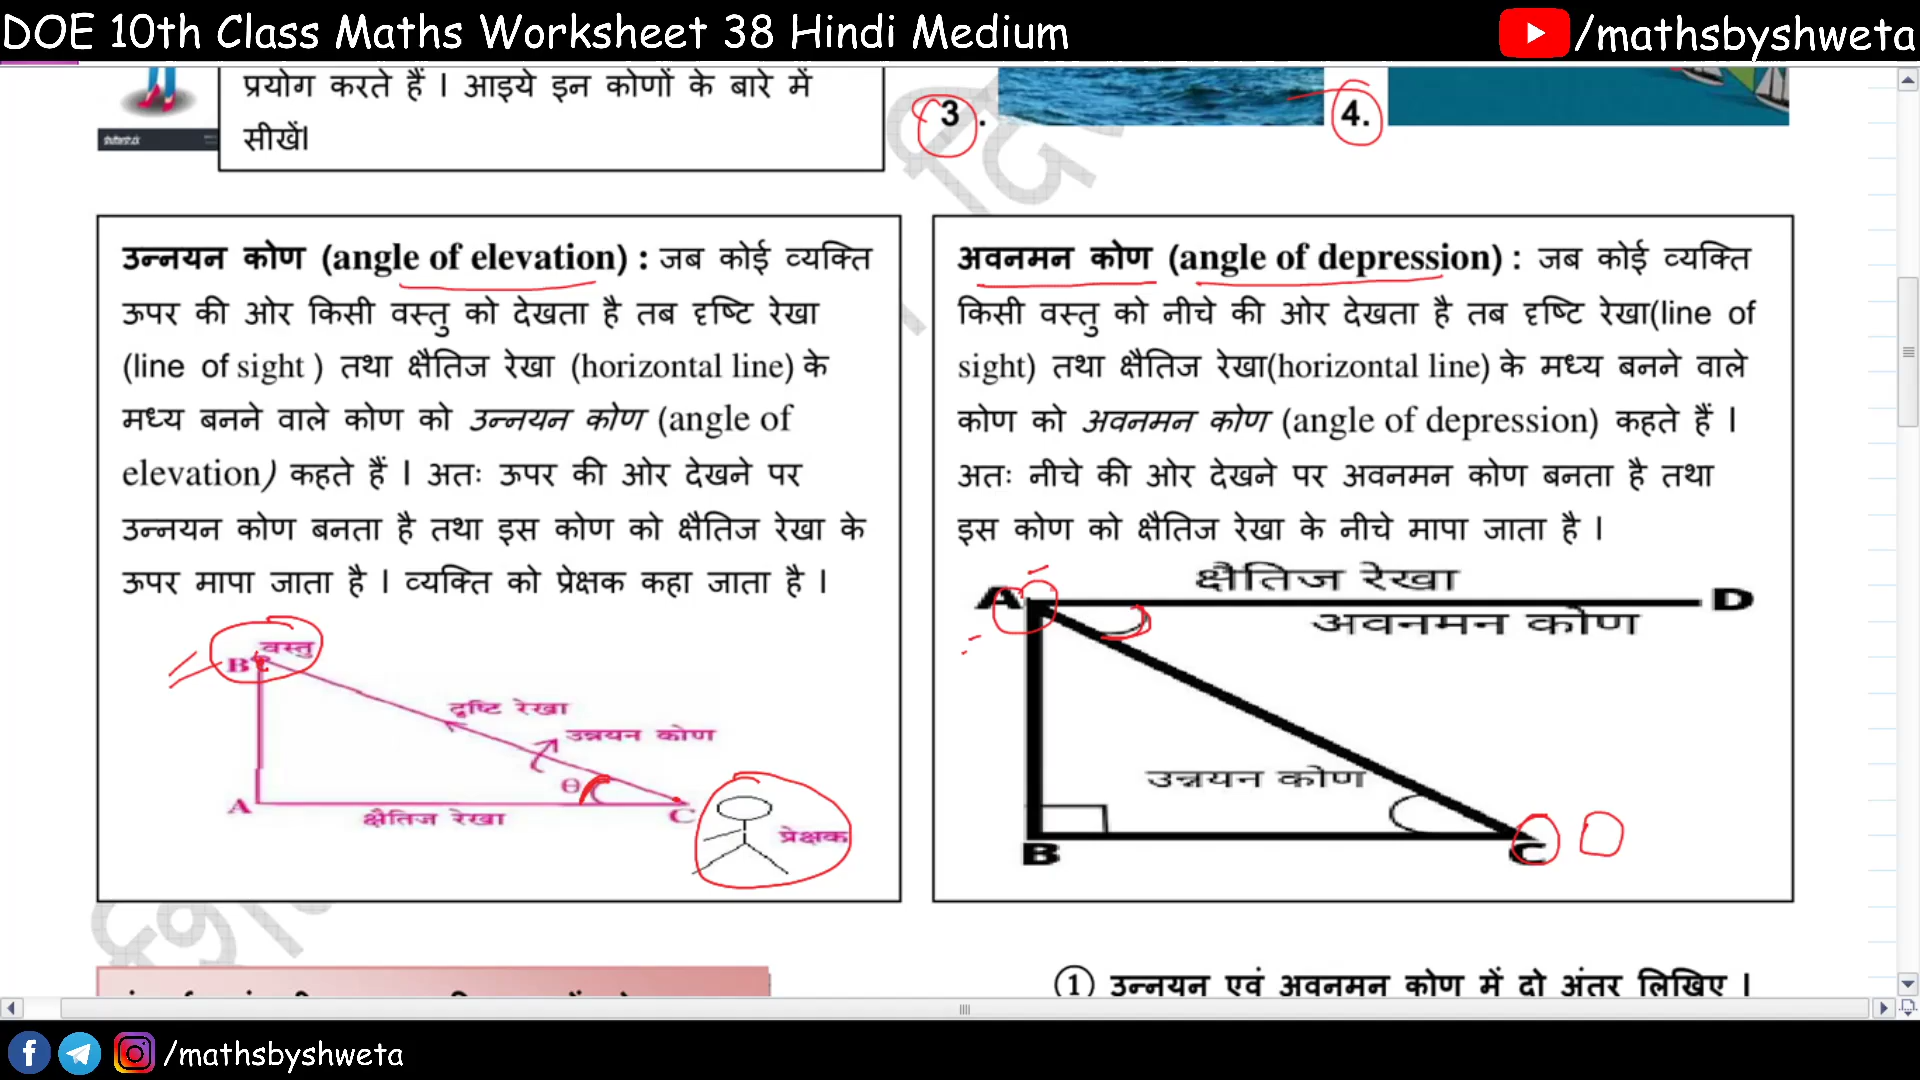 DOE 10th Class Maths Worksheet 38 Hindi Medium
/mathsbyshweta
प्रयोग करते हैं । आइये इन कोणों के बारे में
सीखें।
3 .
4.
उन्नयन कोण (angle of elevation) : जब कोई व्यक्ति
ऊपर की ओर किसी वस्तु को देखता है तब दृष्टि रेखा
(line of sight ) तथा क्षैतिज रेखा (horizontal line) के
मध्य बनने वाले कोण को उन्नयन कोण (angle of
elevation) कहते हैं । अतः ऊपर की ओर देखने पर
उन्नयन कोण बनता है तथा इस कोण को क्षैतिज रेखा के
ऊपर मापा जाता है । व्यक्ति को प्रेक्षक कहा जाता है ।
वस्तु
B
दृष्टि रेखा
उन्नयन कोण
θ
A
C
क्षैतिज रेखा
प्रेक्षक
अवनमन कोण (angle of depression) : जब कोई व्यक्ति
किसी वस्तु को नीचे की ओर देखता है तब दृष्टि रेखा(line of
sight) तथा क्षैतिज रेखा(horizontal line) के मध्य बनने वाले
कोण को अवनमन कोण (angle of depression) कहते हैं ।
अतः नीचे की ओर देखने पर अवनमन कोण बनता है तथा
इस कोण को क्षैतिज रेखा के नीचे मापा जाता है ।
क्षैतिज रेखा
A
D
अवनमन कोण
उन्नयन कोण
B
C
1 उन्नयन एवं अवनमन कोण में दो अंतर लिखिए ।
/mathsbyshweta